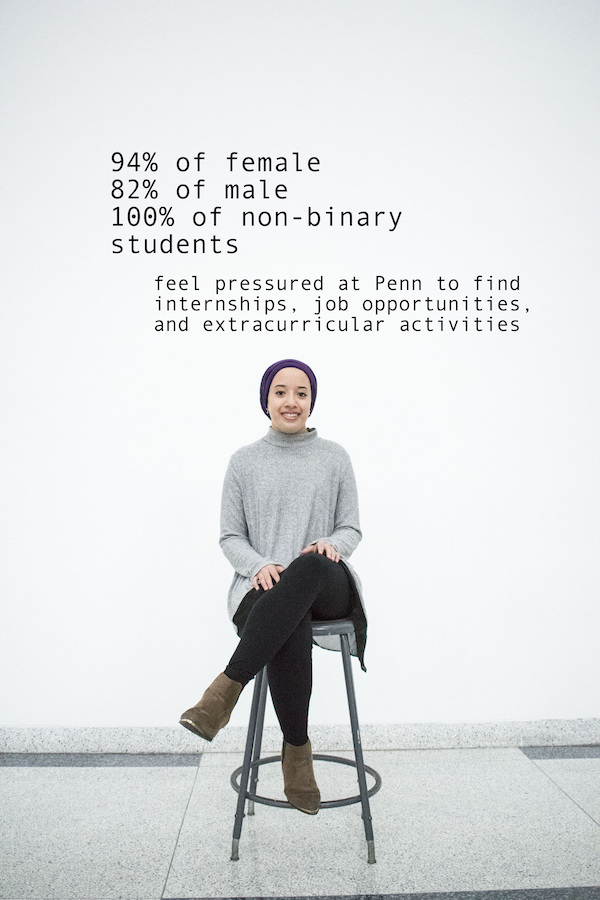 94% of female
82% of male
100% of non-binary
students
feel pressured at Penn to find
internships, job opportunities,
and extracurricular activities